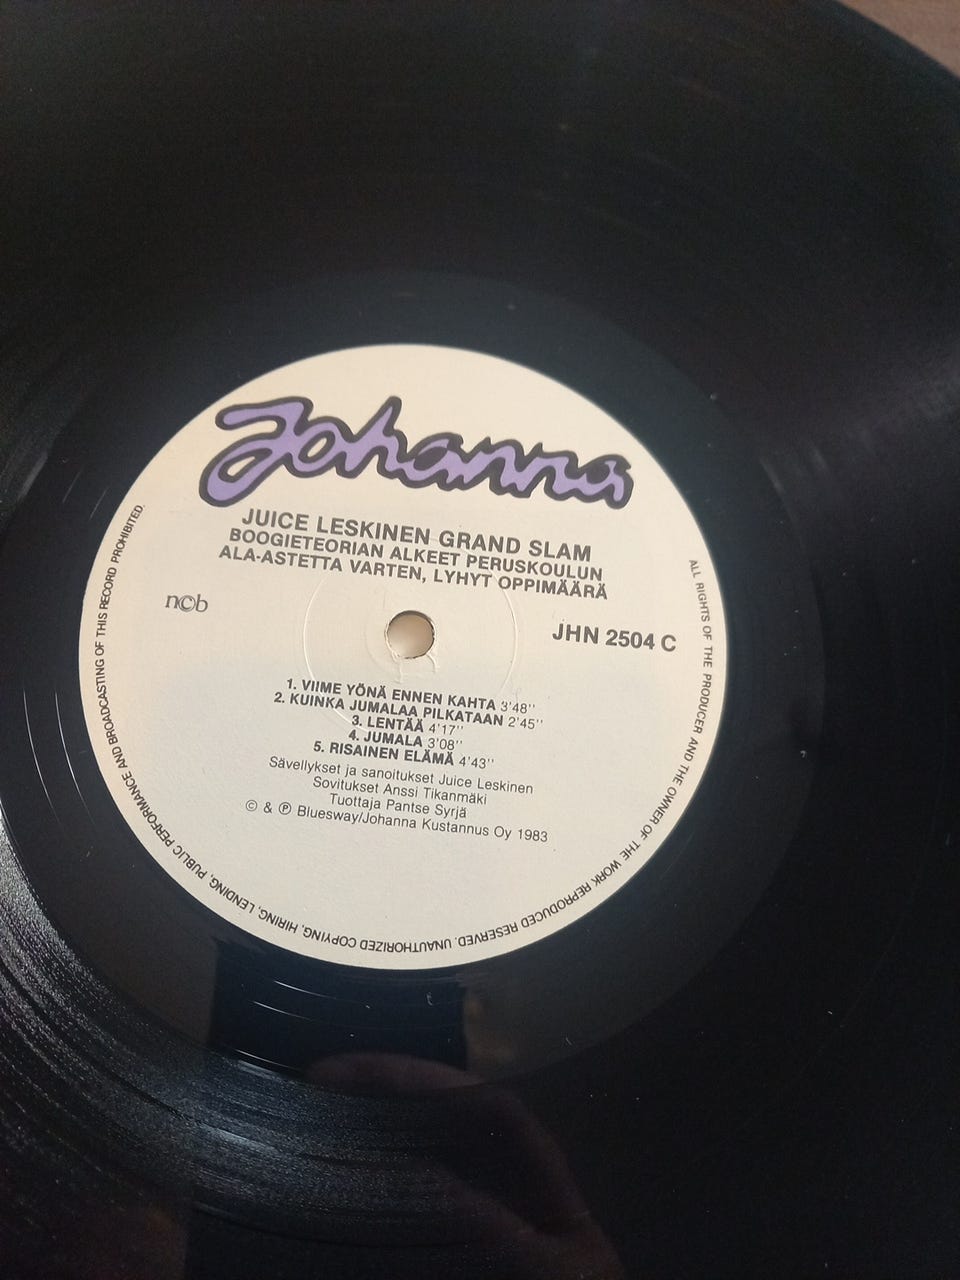 Johanna
JUICE LESKINEN GRAND SLAM
BOOGIETEORIAN ALKEET PERUSKOULUN
ALA-ASTETTA VARTEN, LYHYT OPPIMÄÄRÄ
ncb
JHN 2504 C
1. VIIME YÖNÄ ENNEN KAHTA 3'48''
2. KUINKA JUMALAA PILKATAAN 2'45''
3. LENTÄÄ 4'17''
4. JUMALA 3'08''
5. RISAINEN ELÄMÄ 4'43''
Sävellykset ja sanoitukset Juice Leskinen
Sovitukset Anssi Tikanmäki
Tuottaja Pantse Syrjä
© & ℗ Bluesway/Johanna Kustannus Oy 1983
ALL RIGHTS OF THE PRODUCER AND THE OWNER OF THE WORK REPRODUCED RESERVED. UNAUTHORIZED COPYING, HIRING, LENDING, PUBLIC PERFORMANCE AND BROADCASTING OF THIS RECORD PROHIBITED.